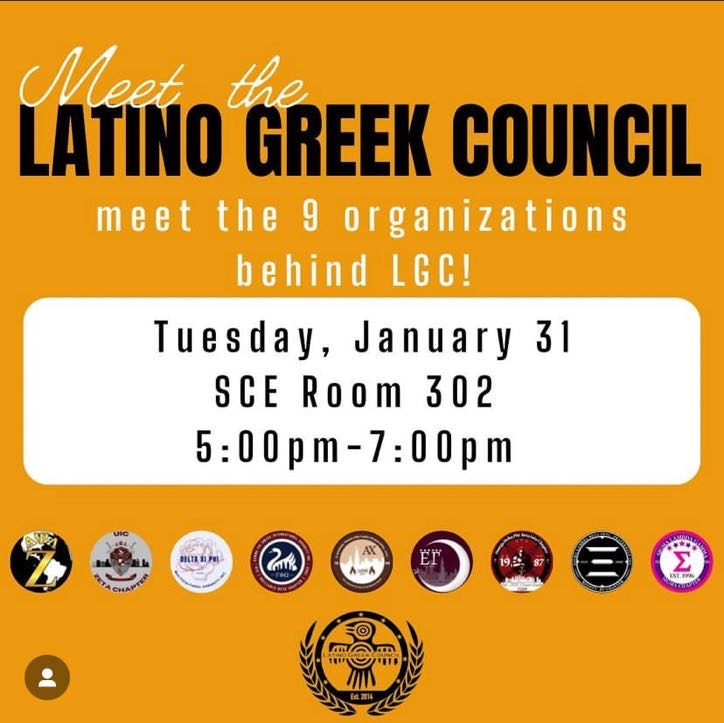 Meet the
LATINO GREEK COUNCIL
meet the 9 organizations
behind LGC!
Tuesday, January 31
SCE Room 302
5:00pm-7:00pm
UIC
ZETA CHAPTER
DELTA XI PHI
ΑΧ
ΕΓ
19 87
Σ
EST. 1996
LATINO GREEK COUNCIL
Est. 2014